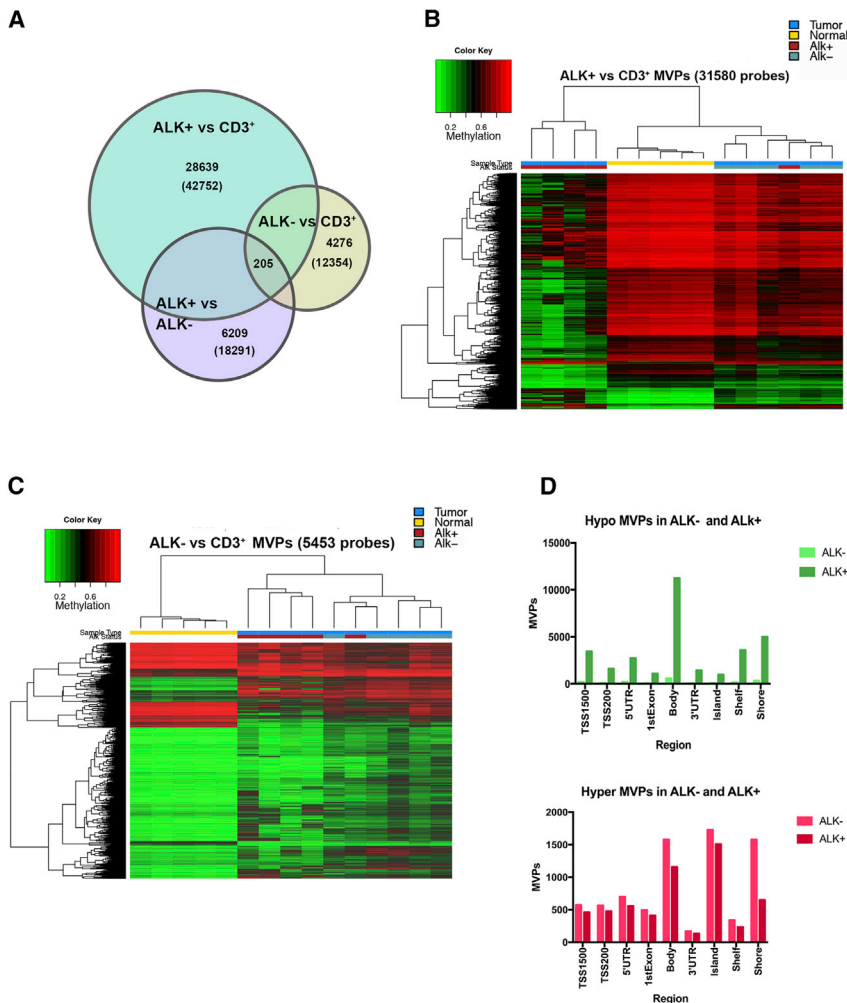 A
ALK+ vs CD3⁺
28639
(42752)
ALK- vs CD3⁺
4276
(12354)
205
ALK+ vs
ALK-
6209
(18291)
B
Tumor
Normal
Alk+
Alk−
Color Key
0.2 0.6
Methylation
ALK+ vs CD3⁺ MVPs (31580 probes)
Sample Type
Alk Status
C
Tumor
Normal
Alk+
Alk−
Color Key
0.2 0.6
Methylation
ALK- vs CD3⁺ MVPs (5453 probes)
Sample Type
Alk Status
D
Hypo MVPs in ALK- and ALk+
ALK-
ALK+
MVPs
15000
10000
5000
0
TSS1500
TSS200
5'UTR
1stExon
Body
3'UTR
Island
Shelf
Shore
Region
Hyper MVPs in ALK- and ALK+
ALK-
ALK+
MVPs
2000
1500
1000
500
0
TSS1500
TSS200
5'UTR
1stExon
Body
3'UTR
Island
Shelf
Shore
Region